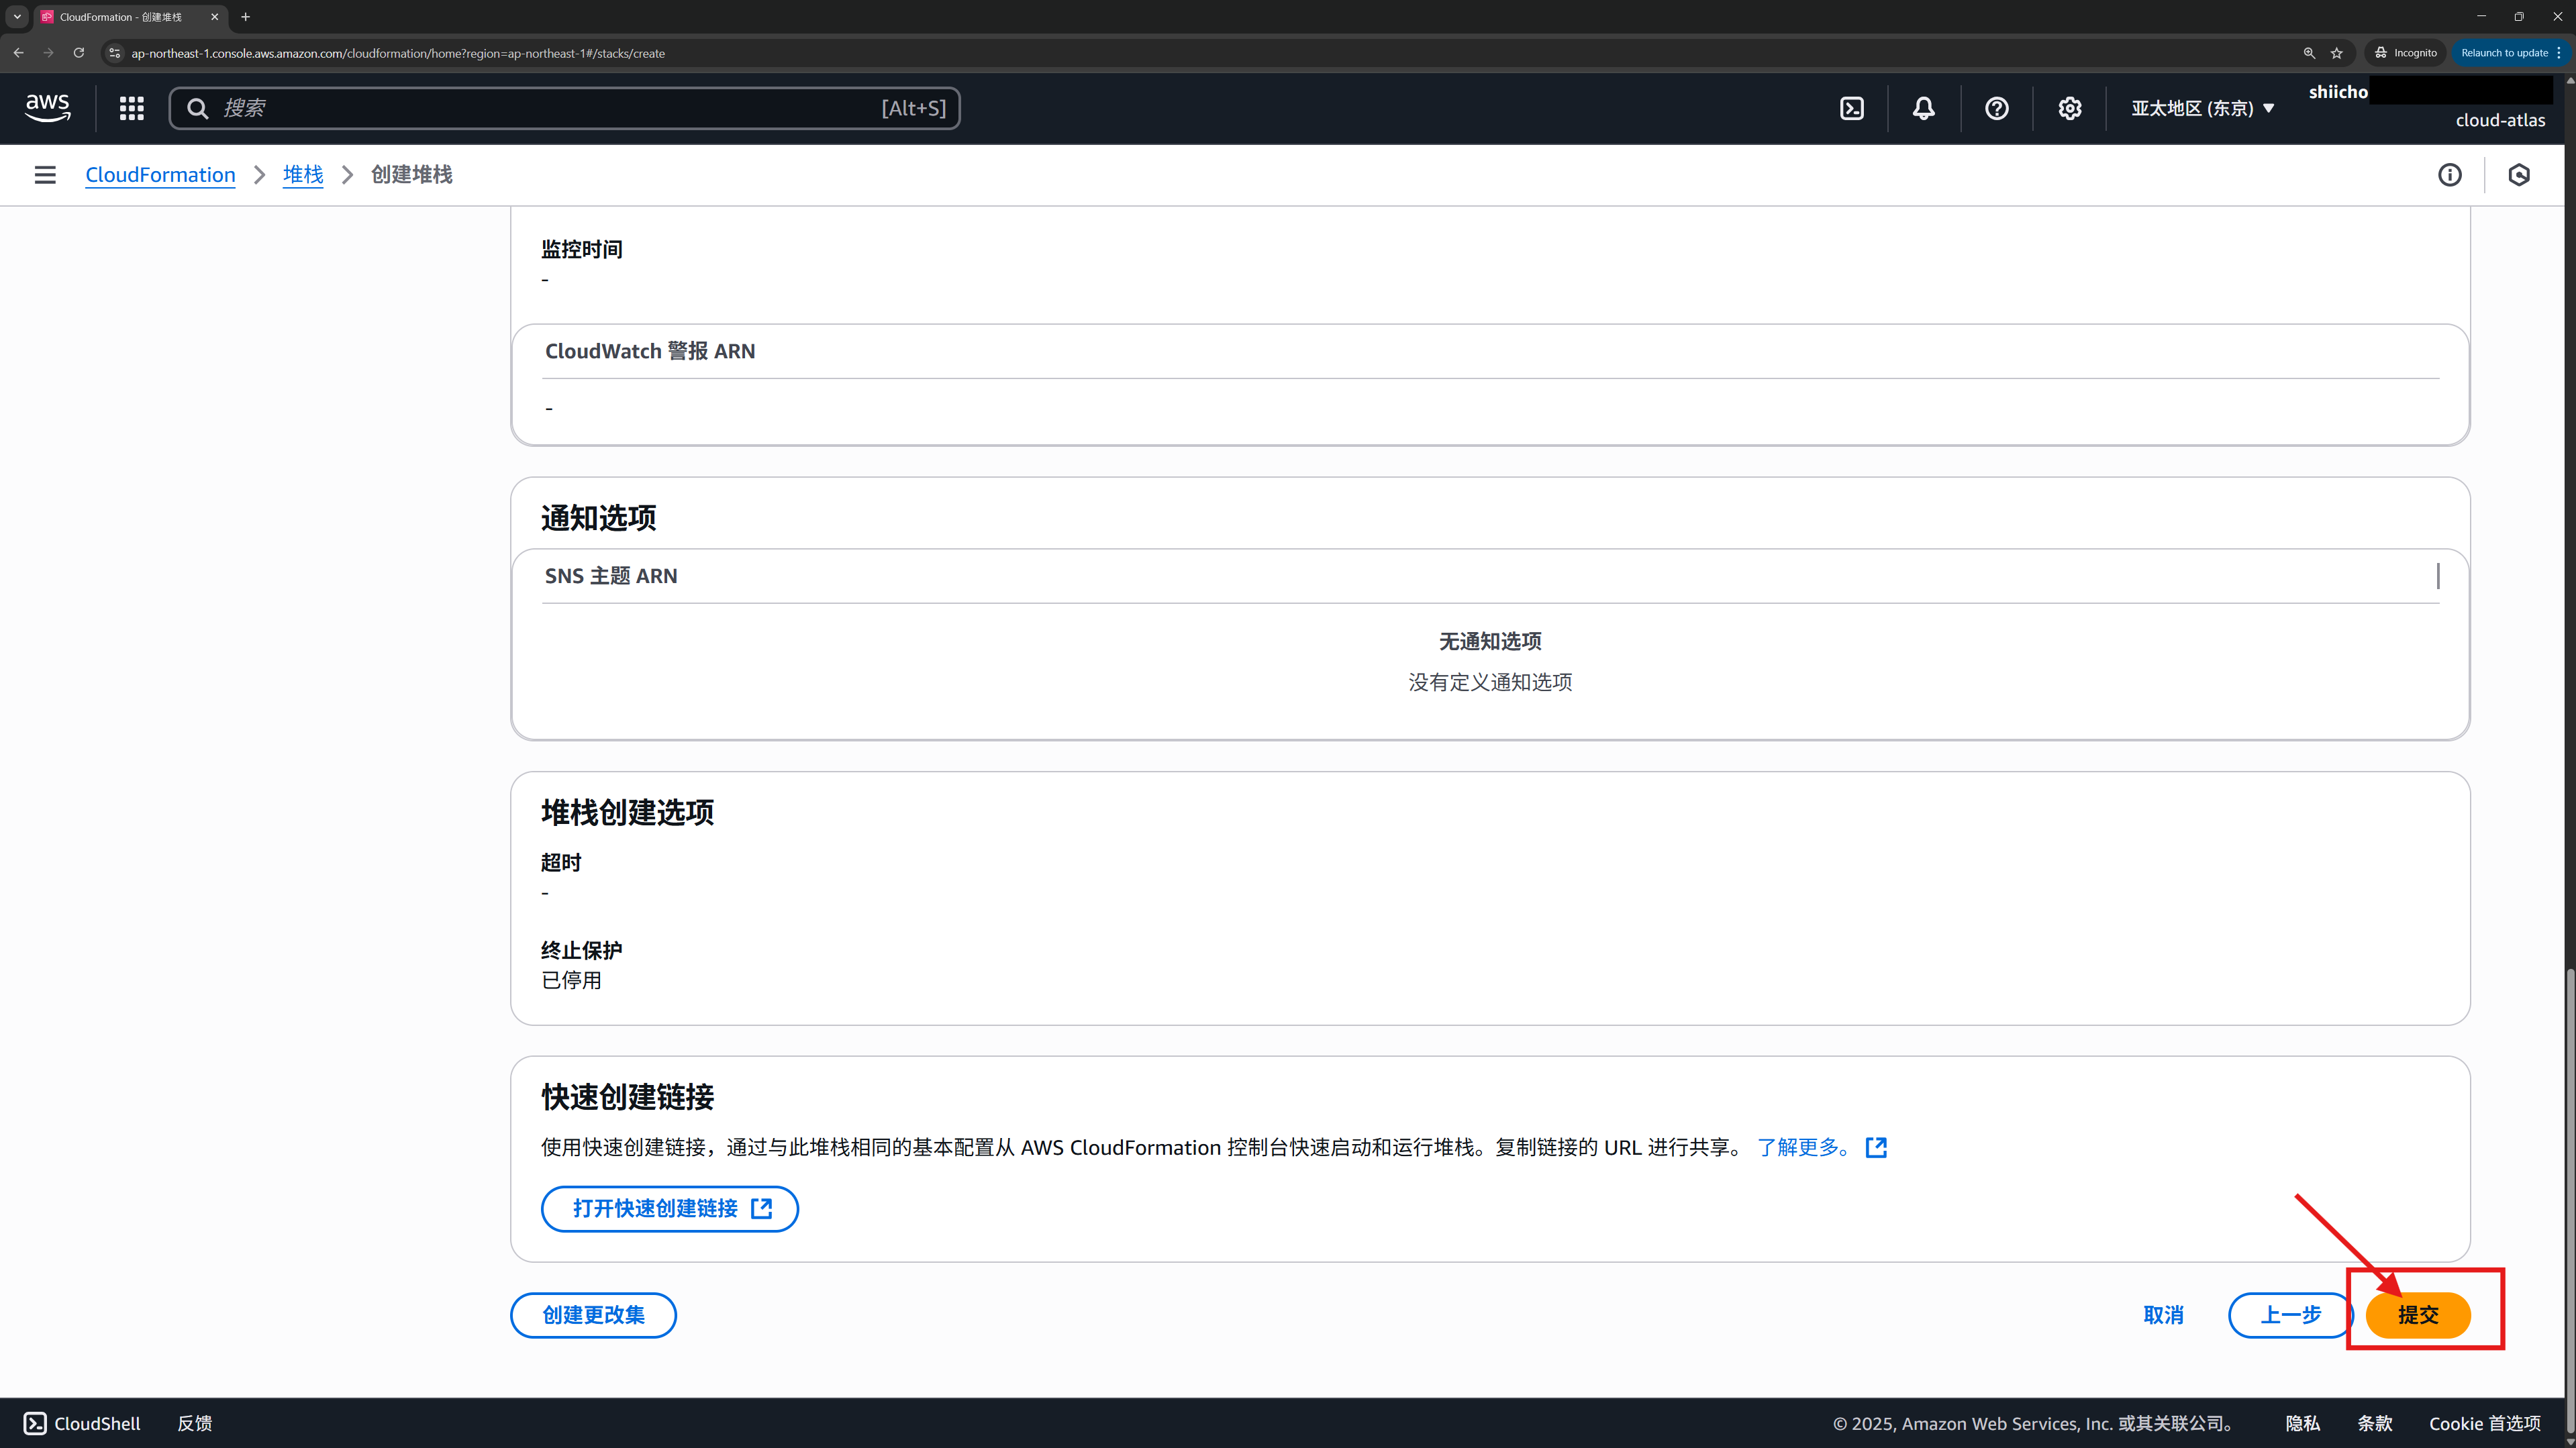 CloudFormation - 创建堆栈
ap-northeast-1.console.aws.amazon.com/cloudformation/home?region=ap-northeast-1#/stacks/create
Incognito
Relaunch to update
aws
搜索
[Alt+S]
亚太地区 (东京)
shiicho
cloud-atlas
CloudFormation
堆栈
创建堆栈
监控时间
-
CloudWatch 警报 ARN
-
通知选项
SNS 主题 ARN
无通知选项
没有定义通知选项
堆栈创建选项
超时
-
终止保护
已停用
快速创建链接
使用快速创建链接，通过与此堆栈相同的基本配置从 AWS CloudFormation 控制台快速启动和运行堆栈。复制链接的 URL 进行共享。 了解更多。
打开快速创建链接
创建更改集
取消
上一步
提交
CloudShell
反馈
© 2025, Amazon Web Services, Inc. 或其关联公司。
隐私
条款
Cookie 首选项